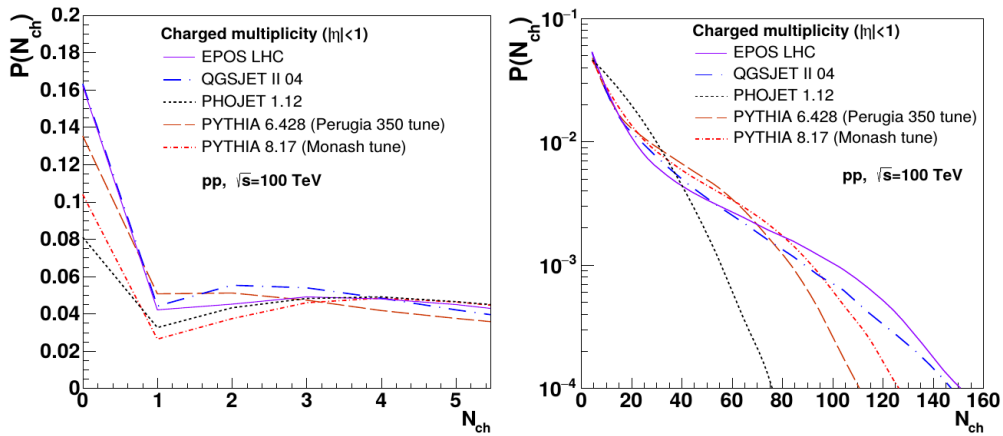 P(N_ch)
0.2
0.18
0.16
0.14
0.12
0.1
0.08
0.06
0.04
0.02
0
Charged multiplicity (|η|<1)
EPOS LHC
QGSJET II 04
PHOJET 1.12
PYTHIA 6.428 (Perugia 350 tune)
PYTHIA 8.17 (Monash tune)
pp, √s=100 TeV
0 1 2 3 4 5
N_ch
P(N_ch)
10⁻¹
10⁻²
10⁻³
10⁻⁴
Charged multiplicity (|η|<1)
EPOS LHC
QGSJET II 04
PHOJET 1.12
PYTHIA 6.428 (Perugia 350 tune)
PYTHIA 8.17 (Monash tune)
pp, √s=100 TeV
0 20 40 60 80 100 120 140 160
N_ch